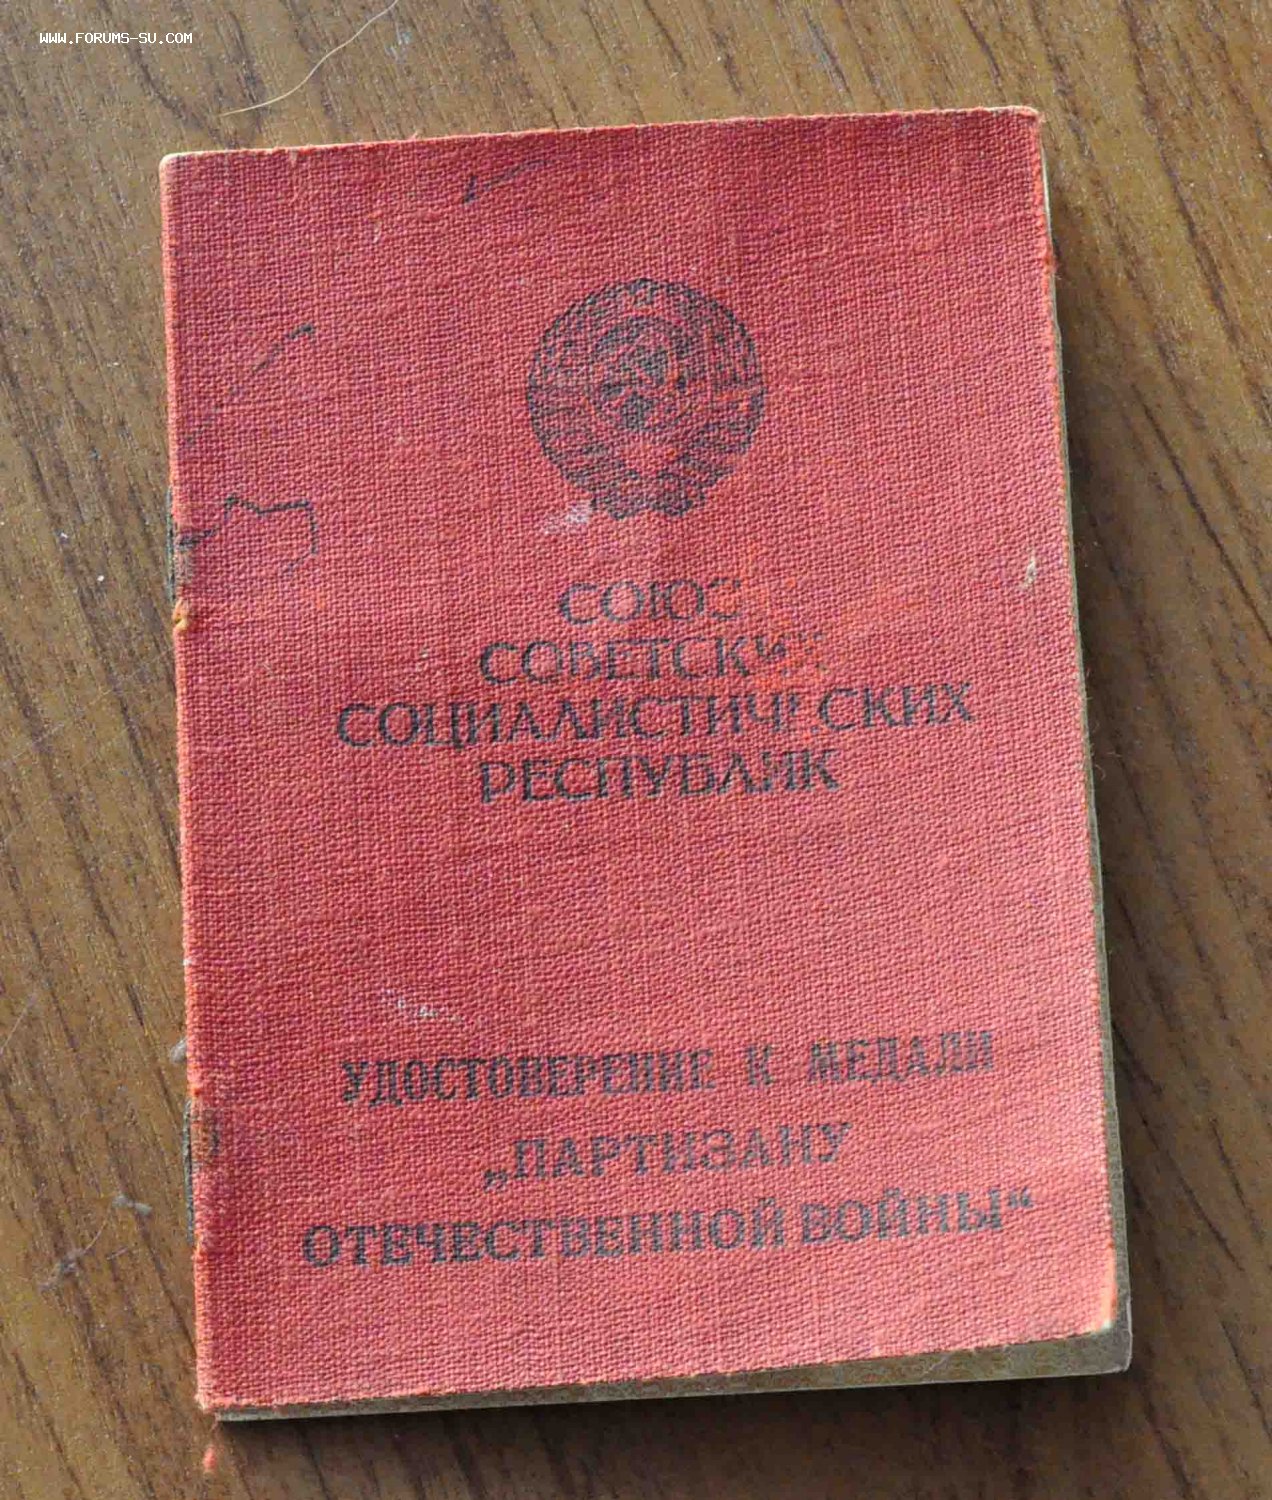 WWW.FORUMS-SU.COM
СОЮЗ
СОВЕТСКИХ
СОЦИАЛИСТИЧЕСКИХ
РЕСПУБЛИК
УДОСТОВЕРЕНИЕ К МЕДАЛИ
„ПАРТИЗАНУ
ОТЕЧЕСТВЕННОЙ ВОЙНЫ“